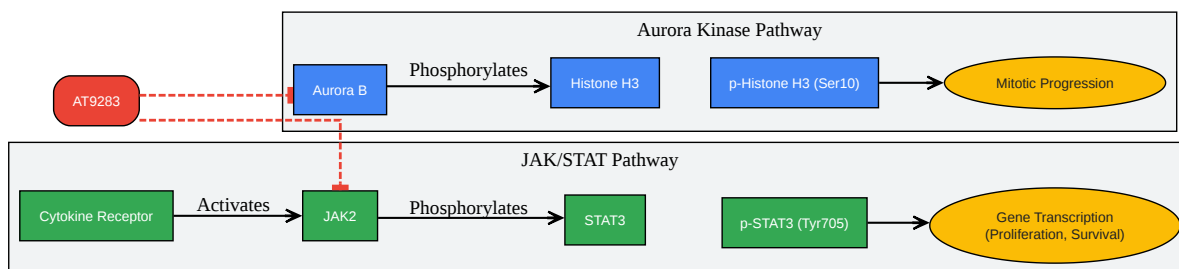 Aurora Kinase Pathway
AT9283
Aurora B
Phosphorylates
Histone H3
p-Histone H3 (Ser10)
Mitotic Progression
JAK/STAT Pathway
Cytokine Receptor
Activates
JAK2
Phosphorylates
STAT3
p-STAT3 (Tyr705)
Gene Transcription
(Proliferation, Survival)